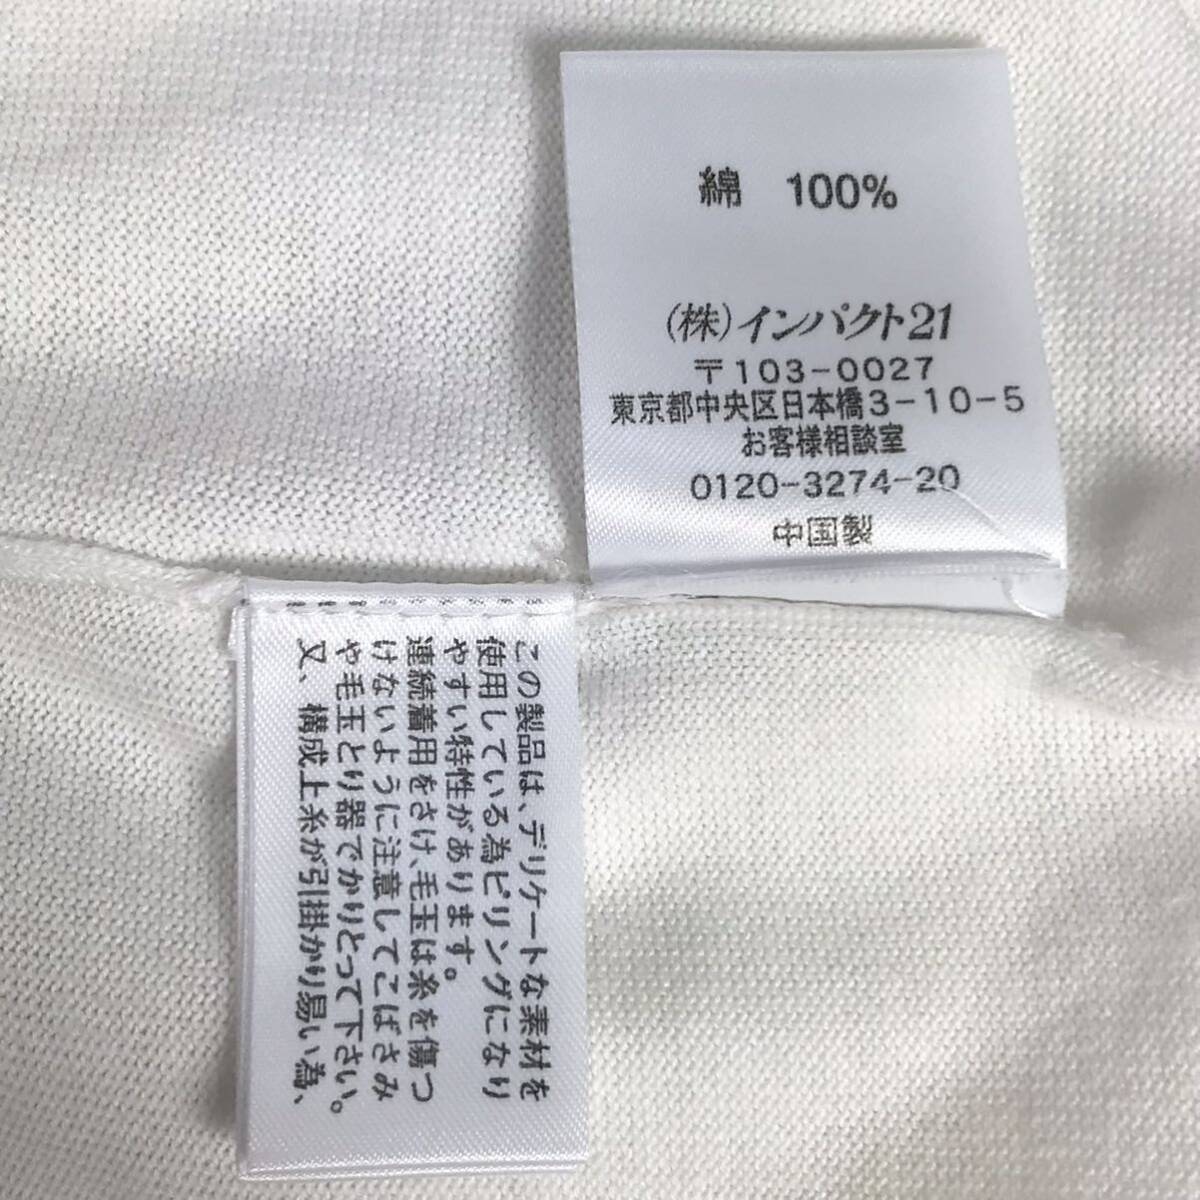 綿 100%
(株)インパクト21
〒103-0027
東京都中央区日本橋3-10-5
お客様相談室
0120-3274-20
中国製
この製品は、デリケートな素材を
使用している為ピリングになり
やすい特性があります。
連続着用をさけ、毛玉は糸を傷つ
けないように注意してこばさみ
や毛玉とり器でかりとって下さい。
又、構成上糸が引掛かり易い為、